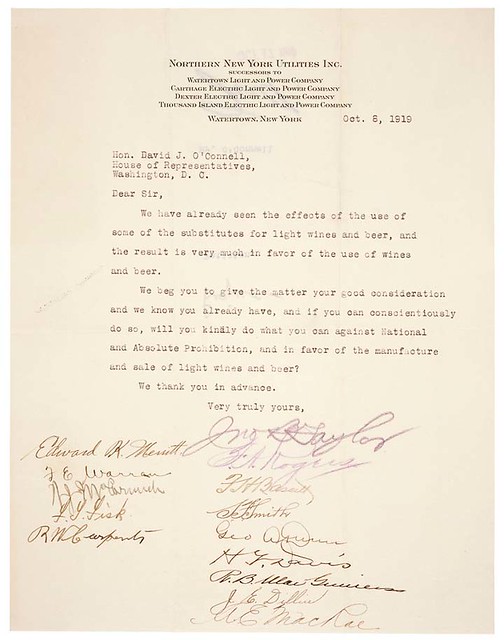 Northern New York Utilities Inc.
successors to
Watertown Light and Power Company
Carthage Electric Light and Power Company
Dexter Electric Light and Power Company
Thousand Island Electric Light and Power Company
Watertown, New York
Oct. 8, 1919
Hon. David J. O'Connell,
House of Representatives,
Washington, D. C.
Dear Sir,
We have already seen the effects of the use of
some of the substitutes for light wines and beer, and
the result is very much in favor of the use of wines
and beer.
We beg you to give the matter your good consideration
and we know you already have, and if you can conscientiously
do so, will you kindly do what you can against National
and Absolute Prohibition, and in favor of the manufacture
and sale of light wines and beer?
We thank you in advance.
Very truly yours,
Jno Taylor
Edward K. Merritt
F. A. Rogers
F E Warran
F. J. Fisk
Smith
R W Carpenter
Geo
H F Davis
R. B. Mac
J. E.
M. E. MacRae